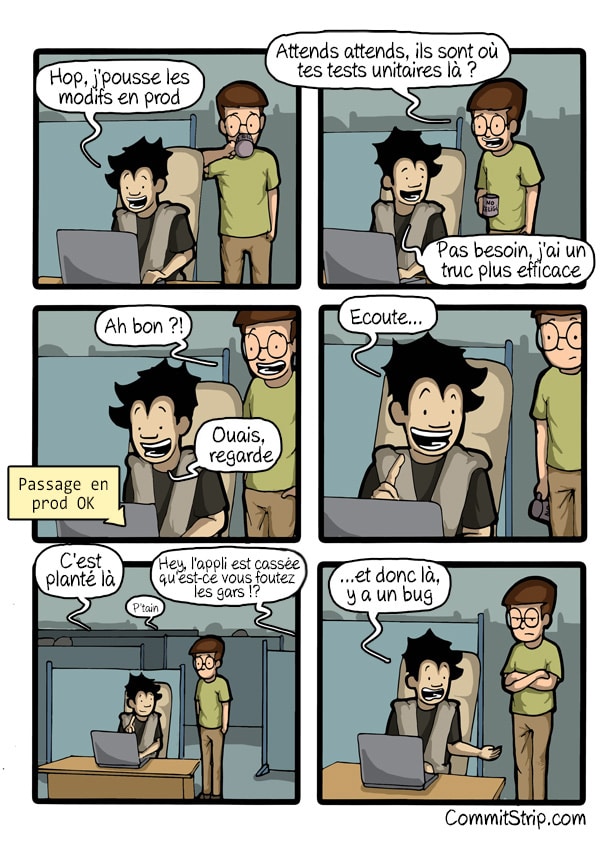 Hop, j'pousse les
modifs en prod
Attends attends, ils sont où
tes tests unitaires là ?
Pas besoin, j'ai un
truc plus efficace
Ah bon ?!
Ouais,
regarde
Passage en
prod OK
Ecoute...
C'est
planté là
P'tain
Hey, l'appli est cassée
qu'est-ce vous foutez
les gars !?
...et donc là,
y a un bug
CommitStrip.com